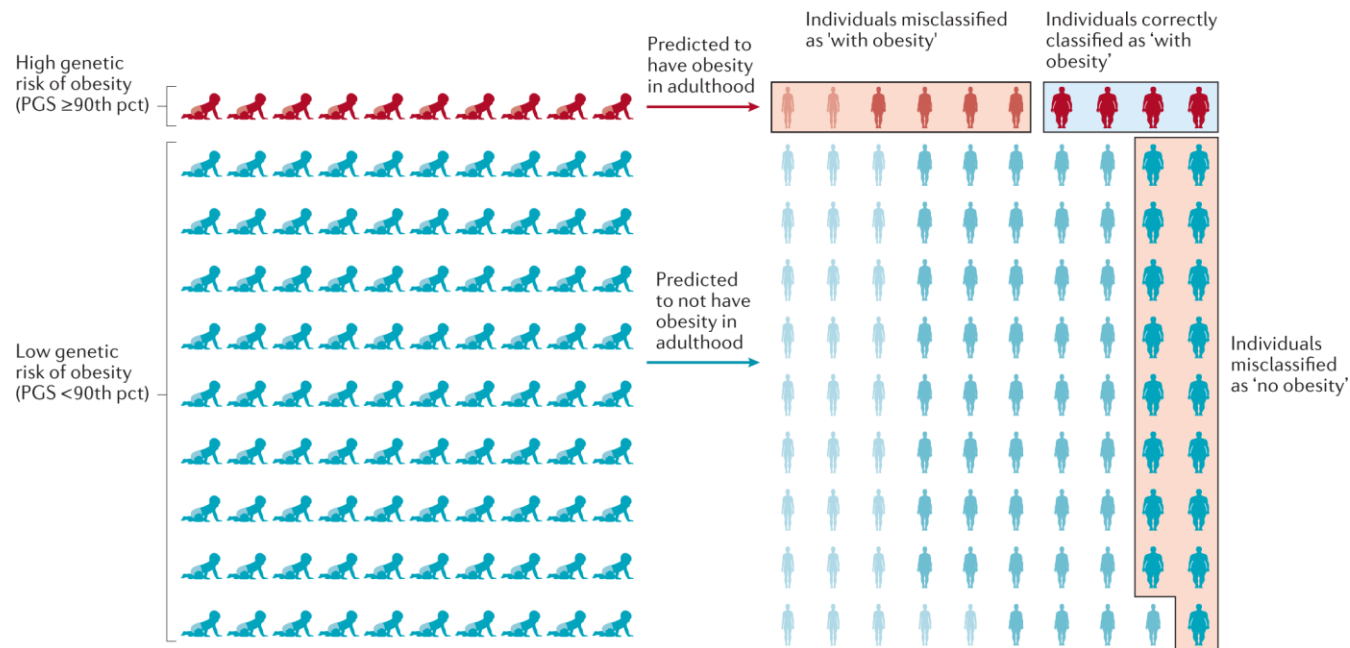 High genetic
risk of obesity
(PGS ≥90th pct)
Predicted to
have obesity
in adulthood
Individuals misclassified
as 'with obesity'
Individuals correctly
classified as ‘with
obesity’
Low genetic
risk of obesity
(PGS <90th pct)
Predicted
to not have
obesity in
adulthood
Individuals
misclassified
as ‘no obesity’